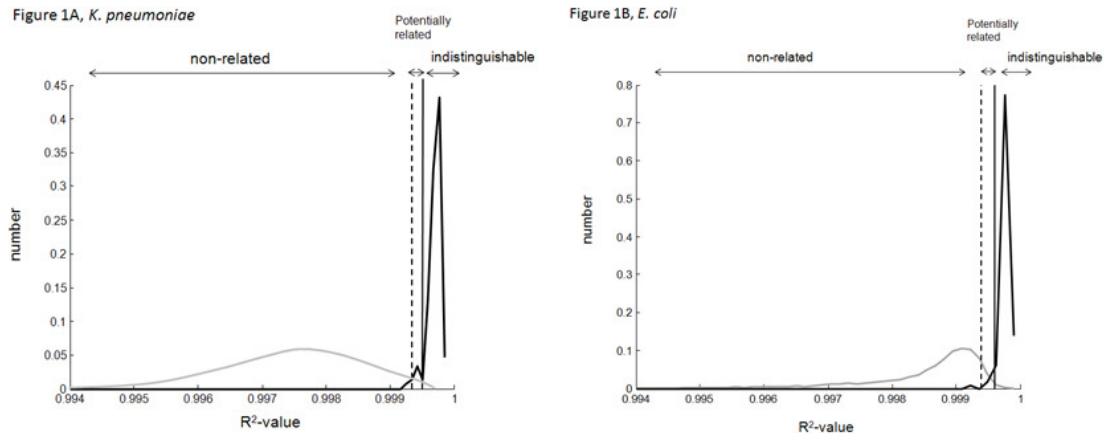 Figure 1A, K. pneumoniae
Potentially
related
non-related
indistinguishable
0.45
0.4
0.35
0.3
0.25
0.2
0.15
0.1
0.05
0
number
0.994
0.995
0.996
0.997
0.998
0.999
1
R²-value
Figure 1B, E. coli
Potentially
related
non-related
indistinguishable
0.8
0.7
0.6
0.5
0.4
0.3
0.2
0.1
0
number
0.994
0.995
0.996
0.997
0.998
0.999
1
R²-value